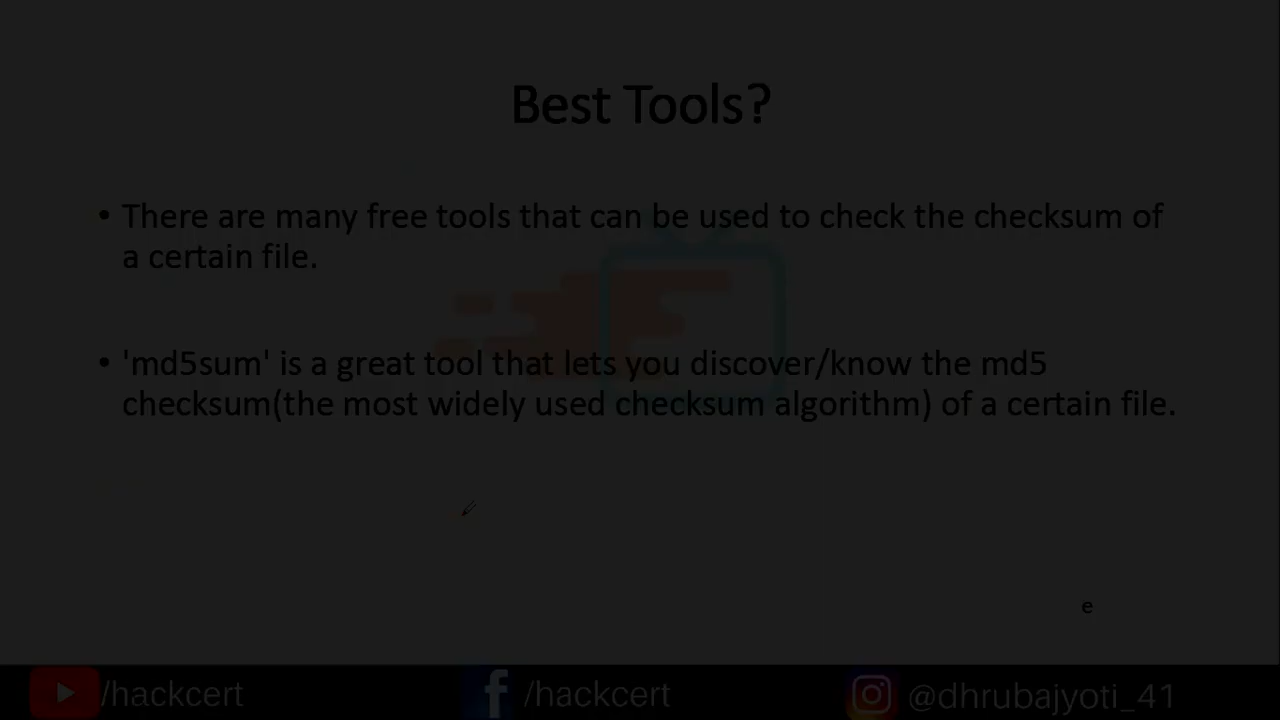 Best Tools?
• There are many free tools that can be used to check the checksum of
a certain file.
• 'md5sum' is a great tool that lets you discover/know the md5
checksum(the most widely used checksum algorithm) of a certain file.
e
/hackcert
/hackcert
@dhrubajyoti_41